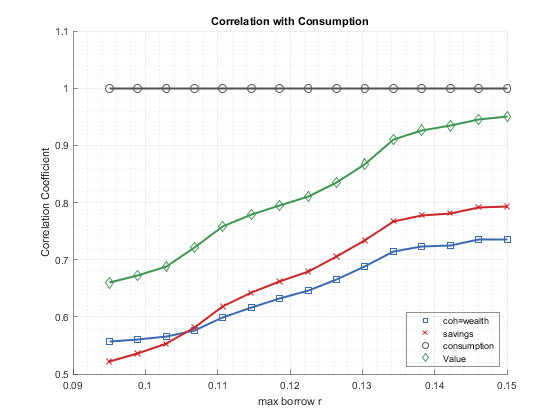 Correlation with Consumption
1.1
1
0.9
0.8
0.7
0.6
0.5
Correlation Coefficient
0.09
0.1
0.11
0.12
0.13
0.14
0.15
max borrow r
coh=wealth
savings
consumption
Value